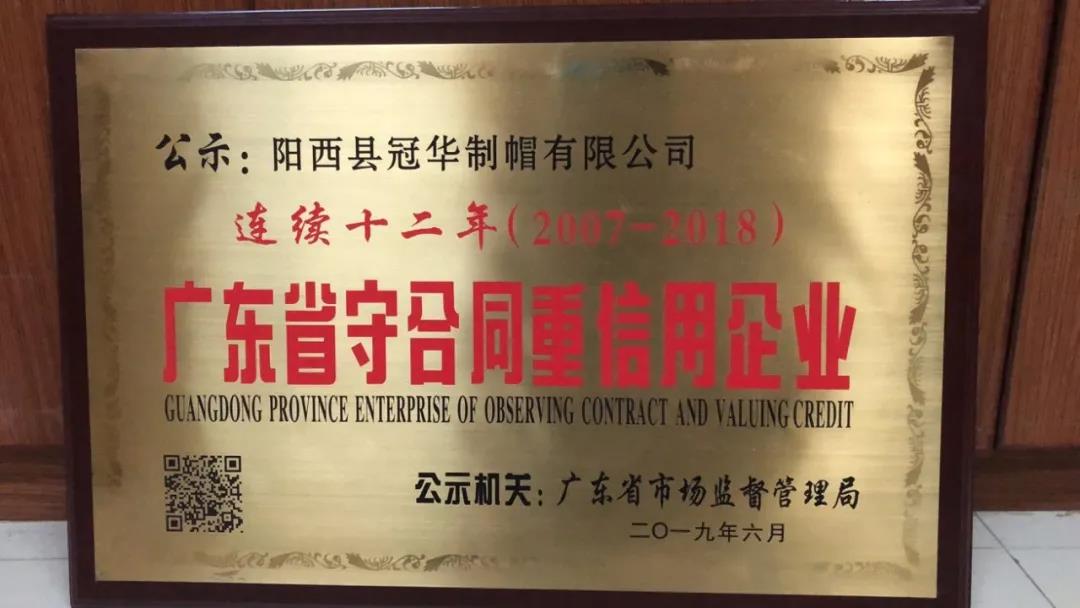 公示：阳西县冠华制帽有限公司
连续十二年(2007-2018)
广东省守合同重信用企业
GUANGDONG PROVINCE ENTERPRISE OF OBSERVING CONTRACT AND VALUING CREDIT
公示机关：广东省市场监督管理局
二〇一九年六月